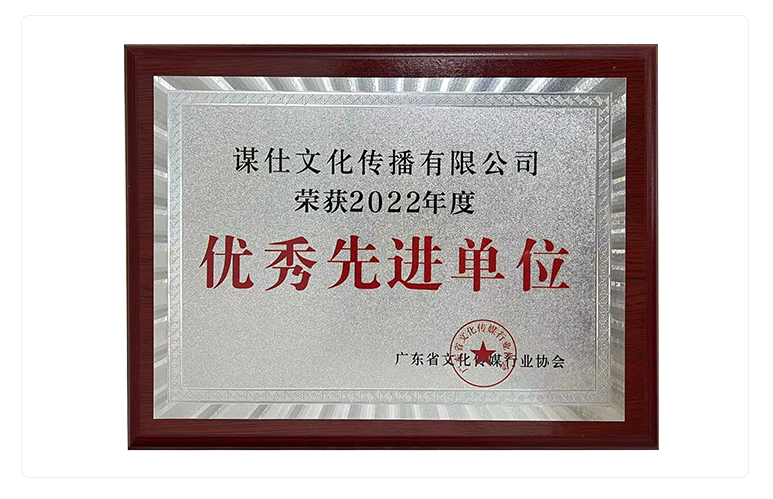 谋仕文化传播有限公司
荣获2022年度
优秀先进单位
广东省文化传媒行业协会